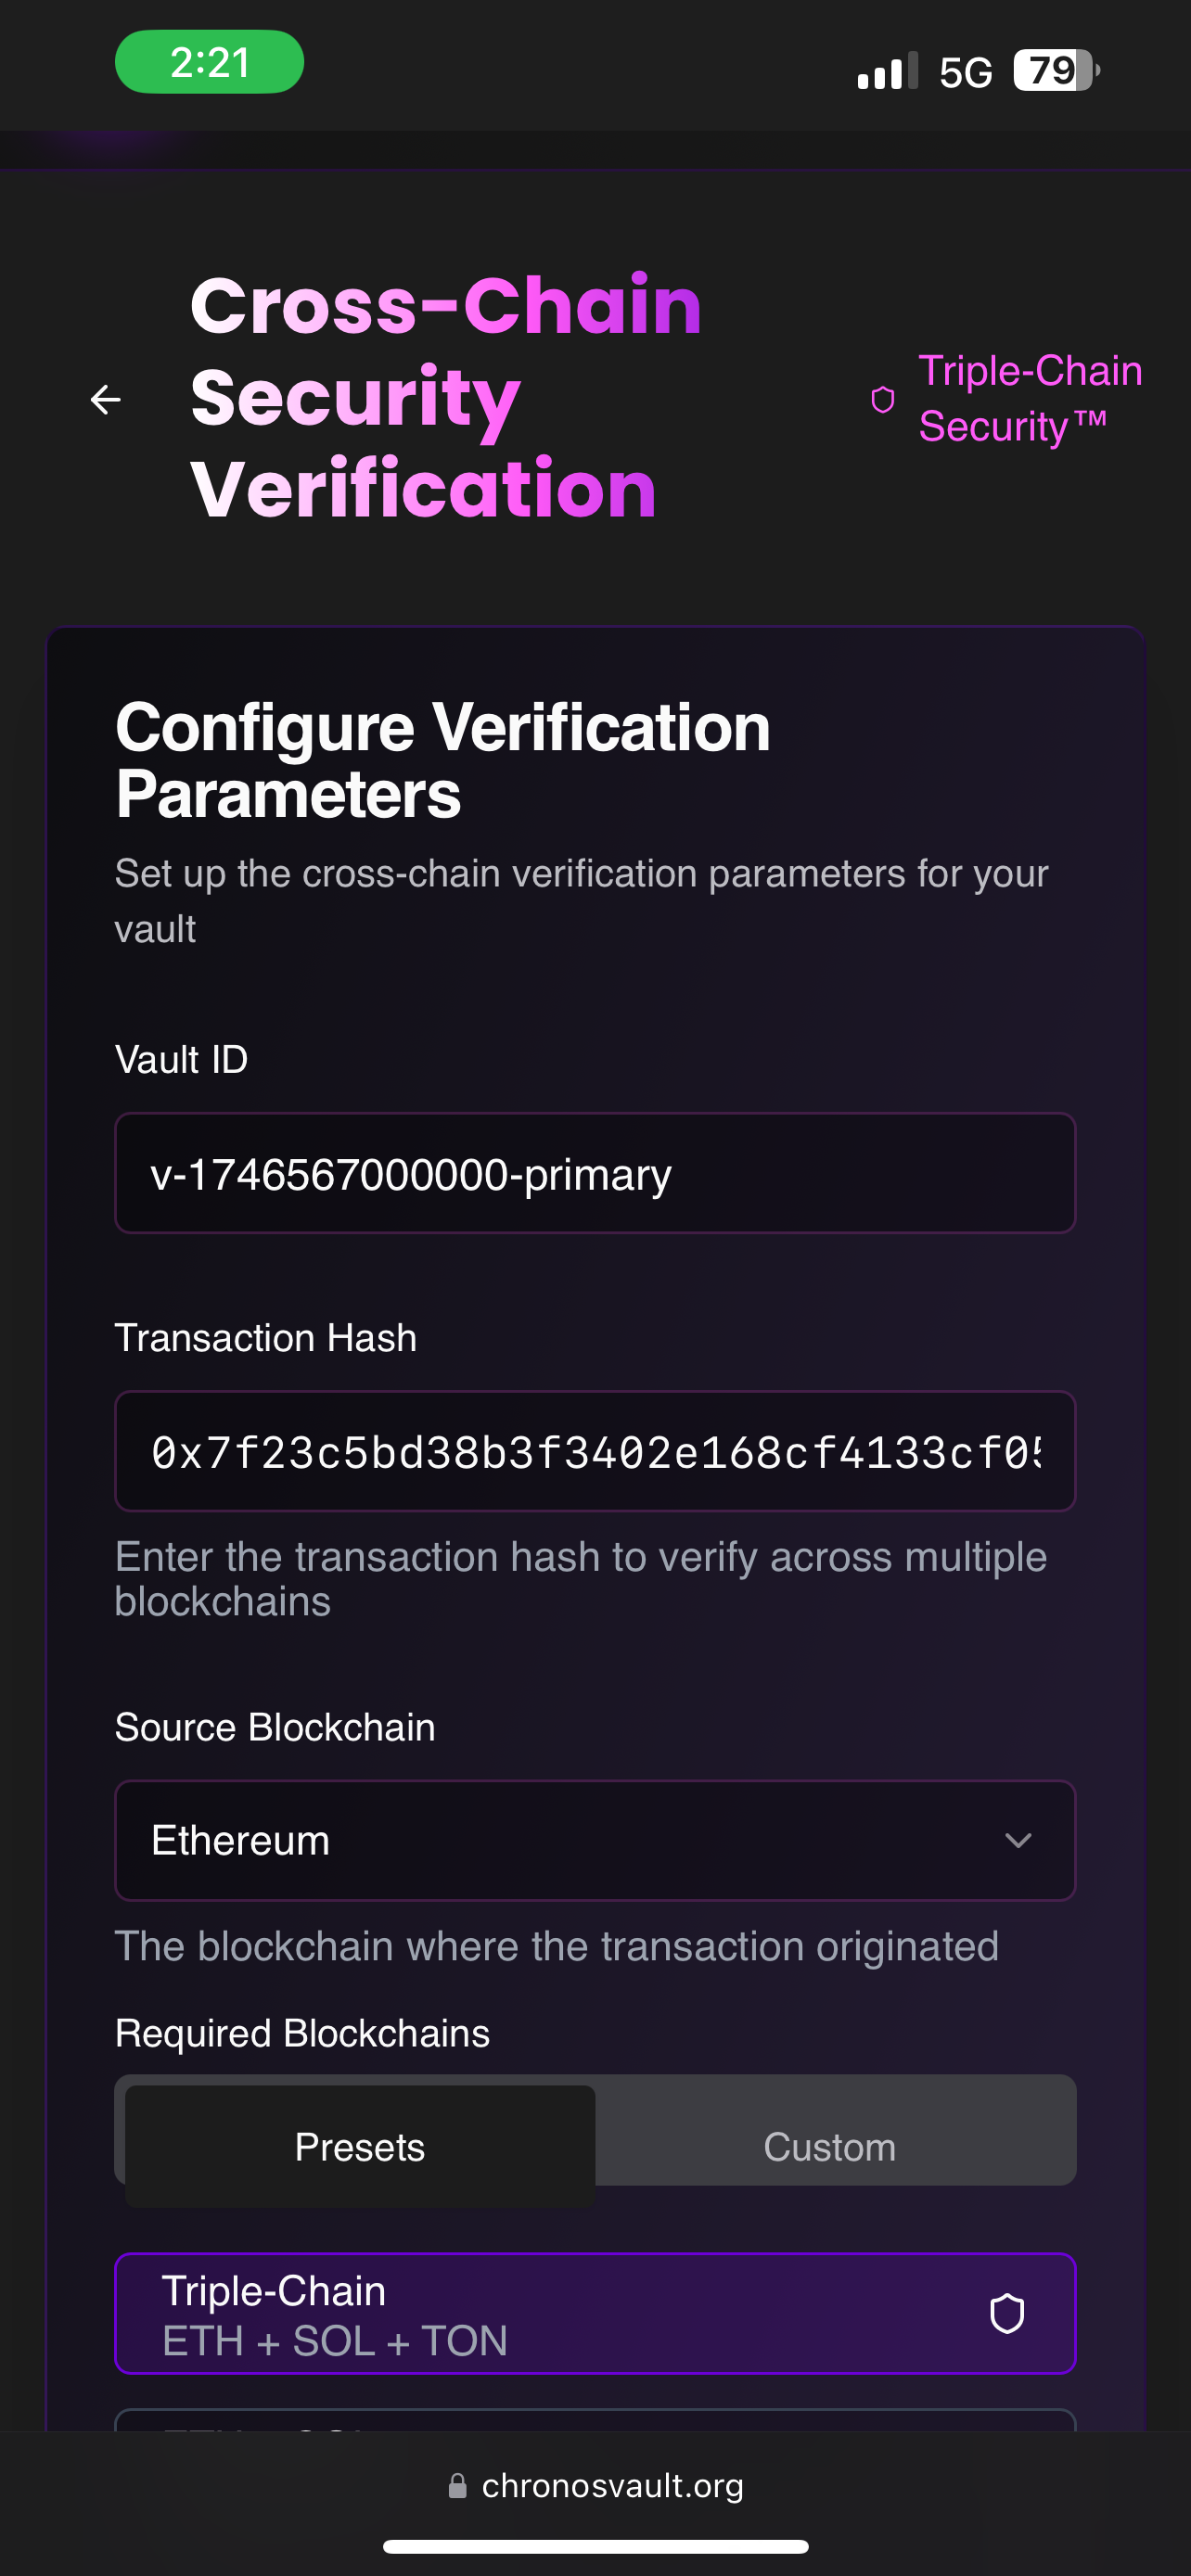 2:21
5G
79
Cross-Chain
Security
Verification
Triple-Chain
Security™
Configure Verification
Parameters
Set up the cross-chain verification parameters for your
vault
Vault ID
v-1746567000000-primary
Transaction Hash
0x7f23c5bd38b3f3402e168cf4133cf05
Enter the transaction hash to verify across multiple
blockchains
Source Blockchain
Ethereum
The blockchain where the transaction originated
Required Blockchains
Presets
Custom
Triple-Chain
ETH + SOL + TON
chronosvault.org